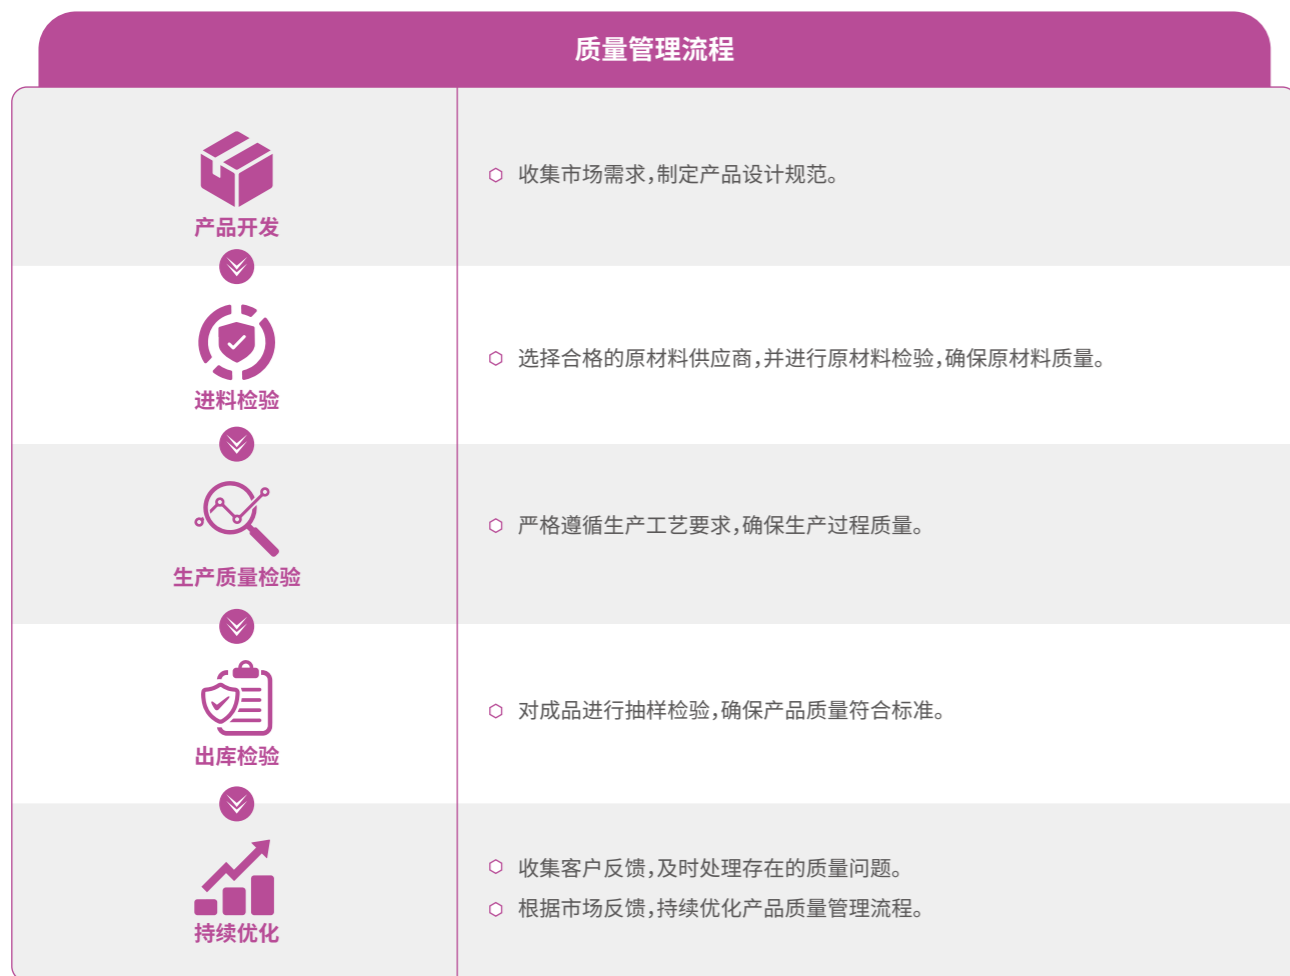 质量管理流程
产品开发
收集市场需求,制定产品设计规范。
进料检验
选择合格的原材料供应商,并进行原材料检验,确保原材料质量。
生产质量检验
严格遵循生产工艺要求,确保生产过程质量。
出库检验
对成品进行抽样检验,确保产品质量符合标准。
持续优化
收集客户反馈,及时处理存在的质量问题。
根据市场反馈,持续优化产品质量管理流程。